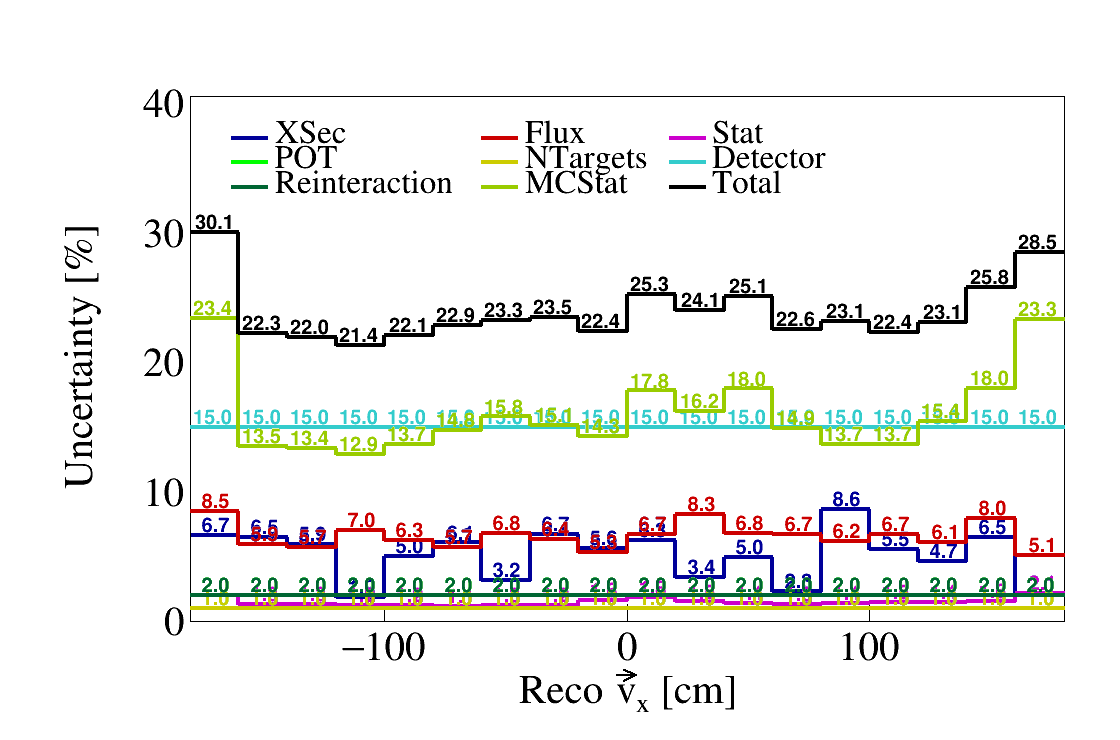 40
XSec Flux Stat
POT NTargets Detector
Reinteraction MCStat Total
30.1 22.3 22.0 21.4 22.1 22.9 23.3 23.5 22.4 25.3 24.1 25.1 22.6 23.1 22.4 23.1 25.8 28.5
30
23.4 13.5 13.4 12.9 13.7 15.8 15.1 17.8 16.2 18.0 13.7 13.7 15.4 18.0 23.3
20
15.0 15.0 15.0 15.0 15.0 15.0 15.0 15.0 15.0 15.0 15.0 15.0 15.0 15.0
10
8.5 7.0 6.3 6.8 6.7 8.3 6.8 6.7 6.2 6.7 6.1 8.0 5.1
6.7 6.5 5.0 3.2 6.7 3.4 5.0 8.6 5.5 4.7 6.5
2.0 2.0 2.0 2.0 2.0 2.0 2.0 2.0 2.0 2.0 2.0 2.0 2.0 2.0 2.0
1.0 1.0
0
−100 0 100
Uncertainty [%]
Reco v⃗x [cm]